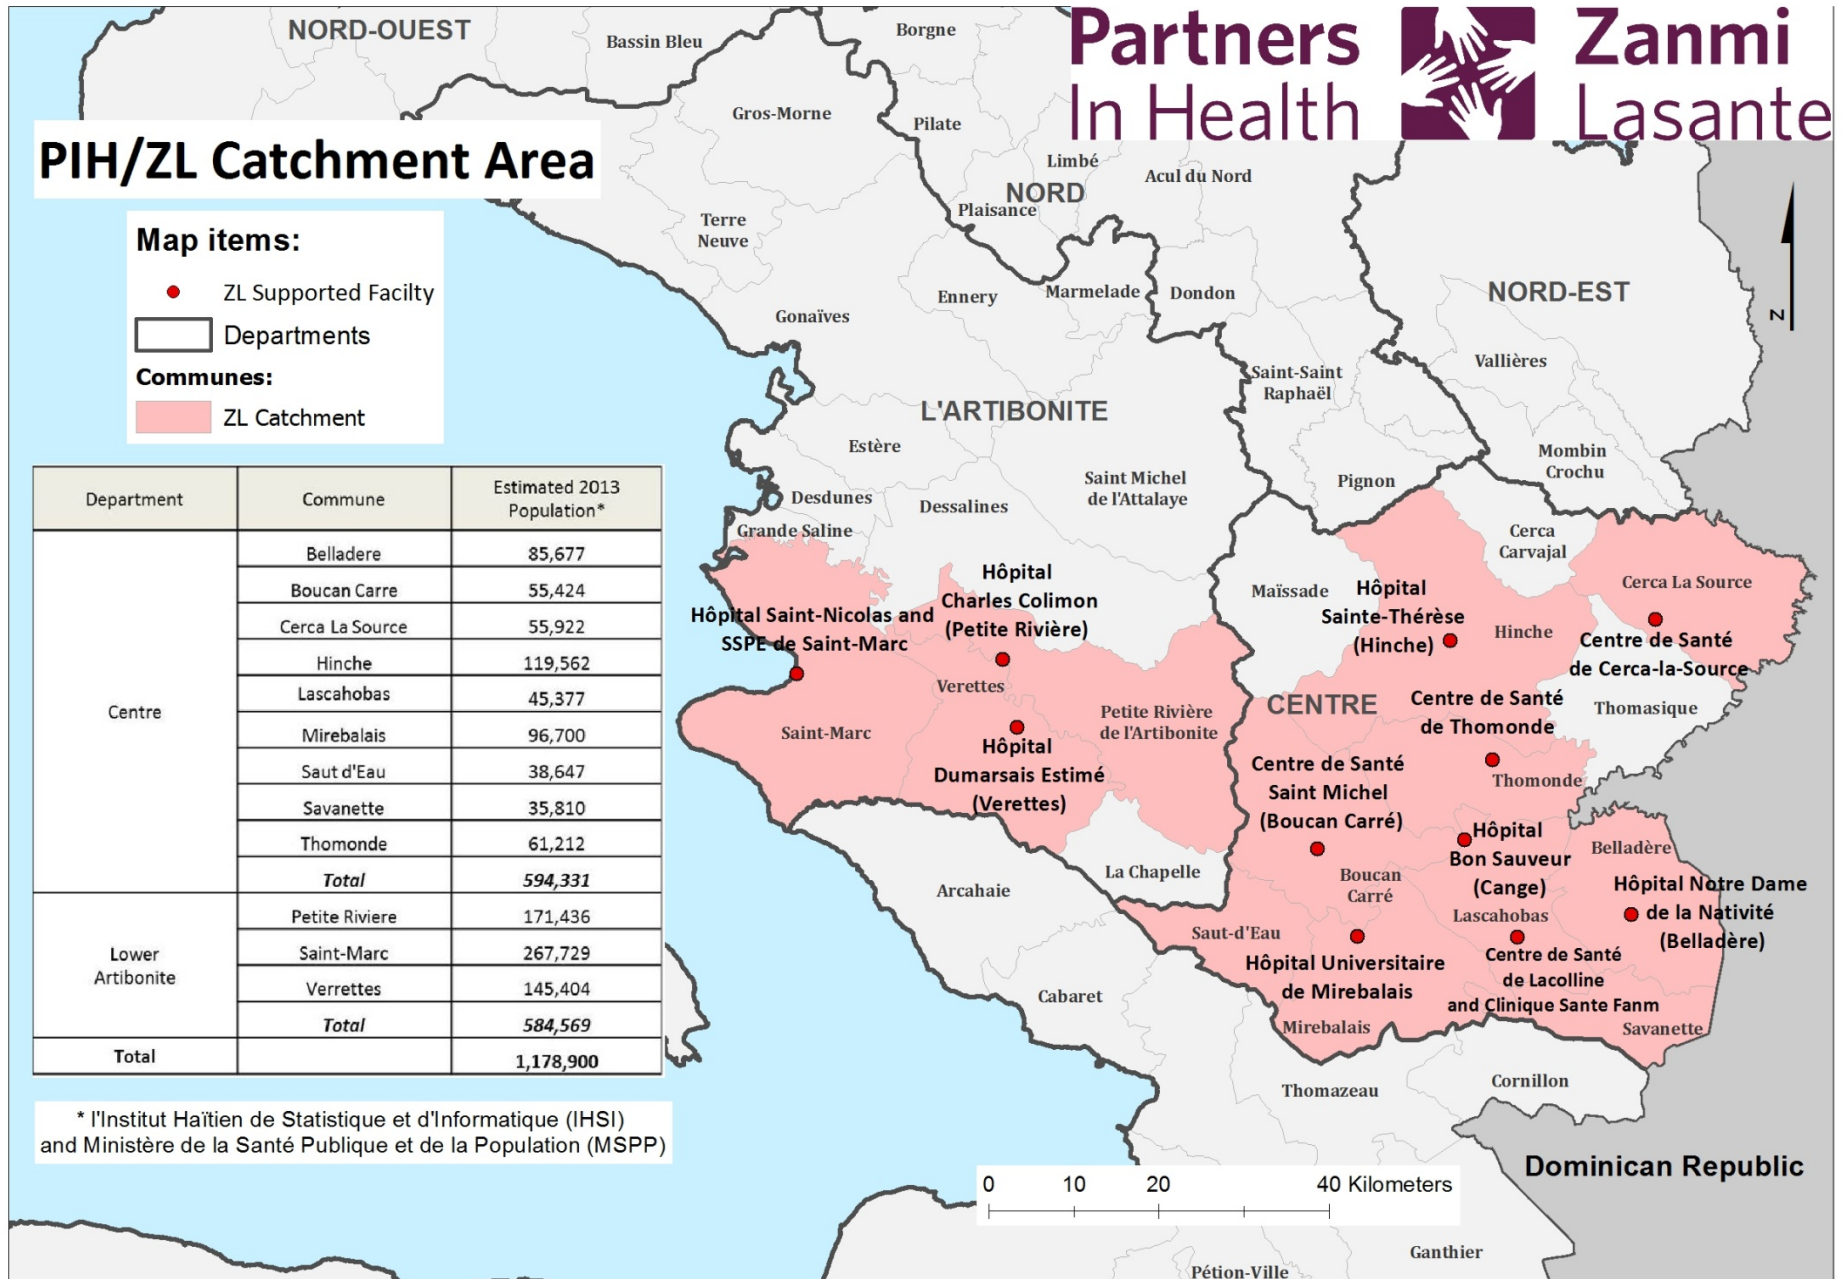 Partners
In Health
Zanmi
Lasante
PIH/ZL Catchment Area
Map items:
ZL Supported Facilty
Departments
Communes:
ZL Catchment
Department Commune Estimated 2013
Population*
Centre
Belladere 85,677
Boucan Carre 55,424
Cerca La Source 55,922
Hinche 119,562
Lascahobas 45,377
Mirebalais 96,700
Saut d'Eau 38,647
Savanette 35,810
Thomonde 61,212
Total 594,331
Lower
Artibonite
Petite Riviere 171,436
Saint-Marc 267,729
Verrettes 145,404
Total 584,569
Total 1,178,900
* l'Institut Haïtien de Statistique et d'Informatique (IHSI)
and Ministère de la Santé Publique et de la Population (MSPP)
NORD-OUEST
Bassin Bleu
Borgne
Gros-Morne
Pilate
Limbé
Acul du Nord
NORD
Plaisance
Terre
Neuve
Ennery
Marmelade
Dondon
NORD-EST
N
Gonaïves
Vallières
Saint-Saint
Raphaël
L'ARTIBONITE
Estère
Mombin
Crochu
Saint Michel
de l'Attalaye
Pignon
Desdunes
Dessalines
Grande Saline
Cerca
Carvajal
Hôpital
Charles Colimon
(Petite Rivière)
Maïssade
Hôpital
Sainte-Thérèse
(Hinche)
Cerca La Source
Hôpital Saint-Nicolas and
SSPE de Saint-Marc
Hinche
Centre de Santé
de Cerca-la-Source
Verettes
CENTRE
Centre de Santé
de Thomonde
Thomasique
Saint-Marc
Petite Rivière
de l'Artibonite
Hôpital
Dumarsais Estimé
(Verettes)
Centre de Santé
Saint Michel
(Boucan Carré)
Thomonde
Hôpital
Bon Sauveur
(Cange)
Belladère
La Chapelle
Arcahaie
Boucan
Carré
Hôpital Notre Dame
de la Nativité
(Belladère)
Lascahobas
Saut-d'Eau
Hôpital Universitaire
de Mirebalais
Centre de Santé
de Lacolline
and Clinique Sante Fanm
Cabaret
Mirebalais
Savanette
Thomazeau
Cornillon
Dominican Republic
0 10 20 40 Kilometers
Ganthier
Pétion-Ville